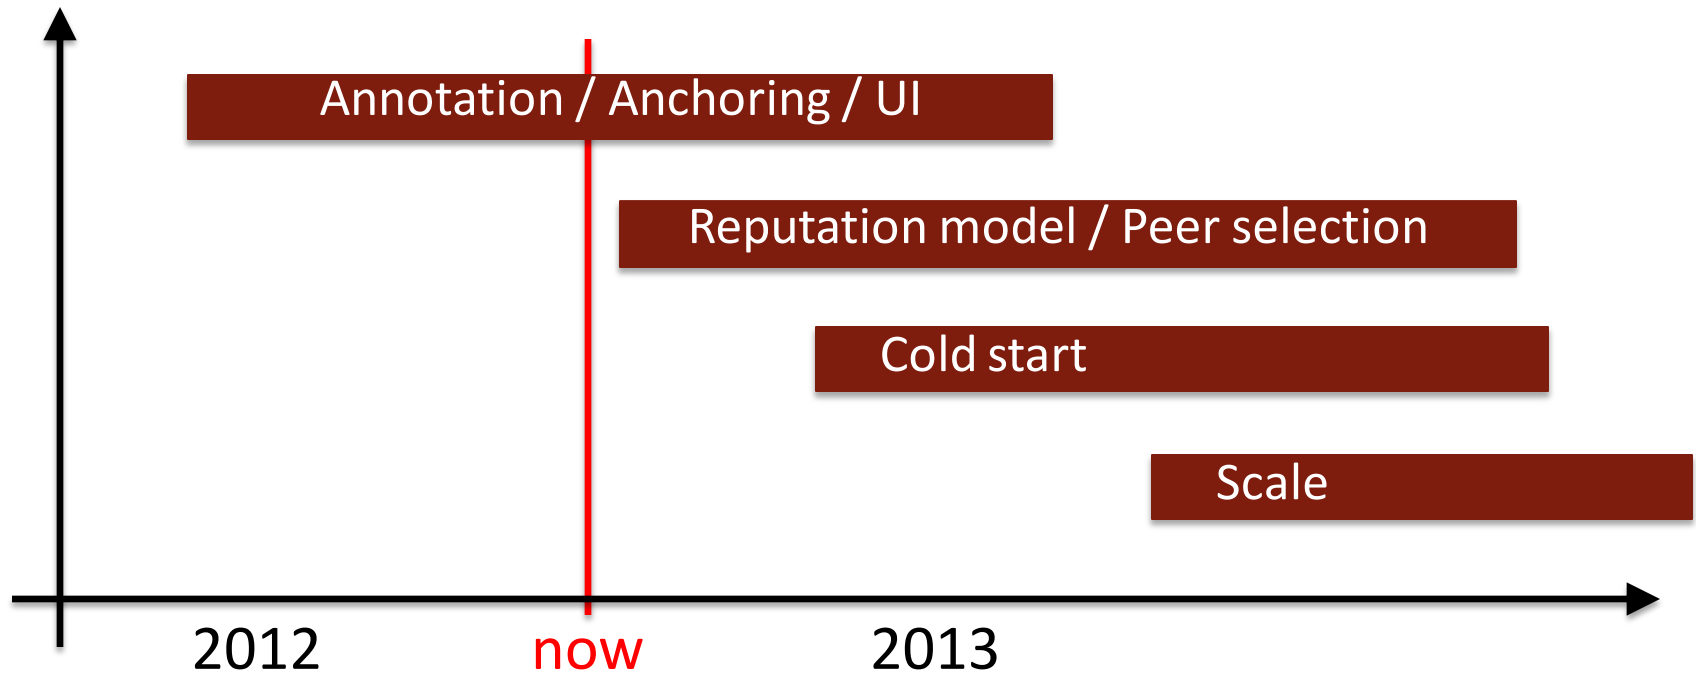 Annotation / Anchoring / UI
Reputation model / Peer selection
Cold start
Scale
2012 now 2013